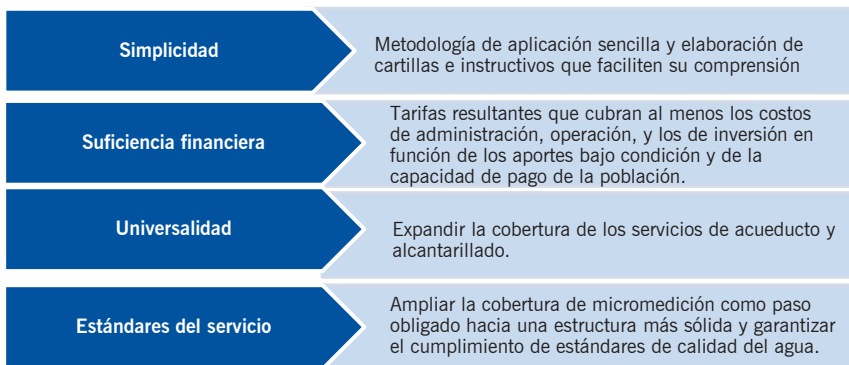 Simplicidad
Metodología de aplicación sencilla y elaboración de
cartillas e instructivos que faciliten su comprensión
Suficiencia financiera
Tarifas resultantes que cubran al menos los costos
de administración, operación, y los de inversión en
función de los aportes bajo condición y de la
capacidad de pago de la población.
Universalidad
Expandir la cobertura de los servicios de acueducto y
alcantarillado.
Estándares del servicio
Ampliar la cobertura de micromedición como paso
obligado hacia una estructura más sólida y garantizar
el cumplimiento de estándares de calidad del agua.